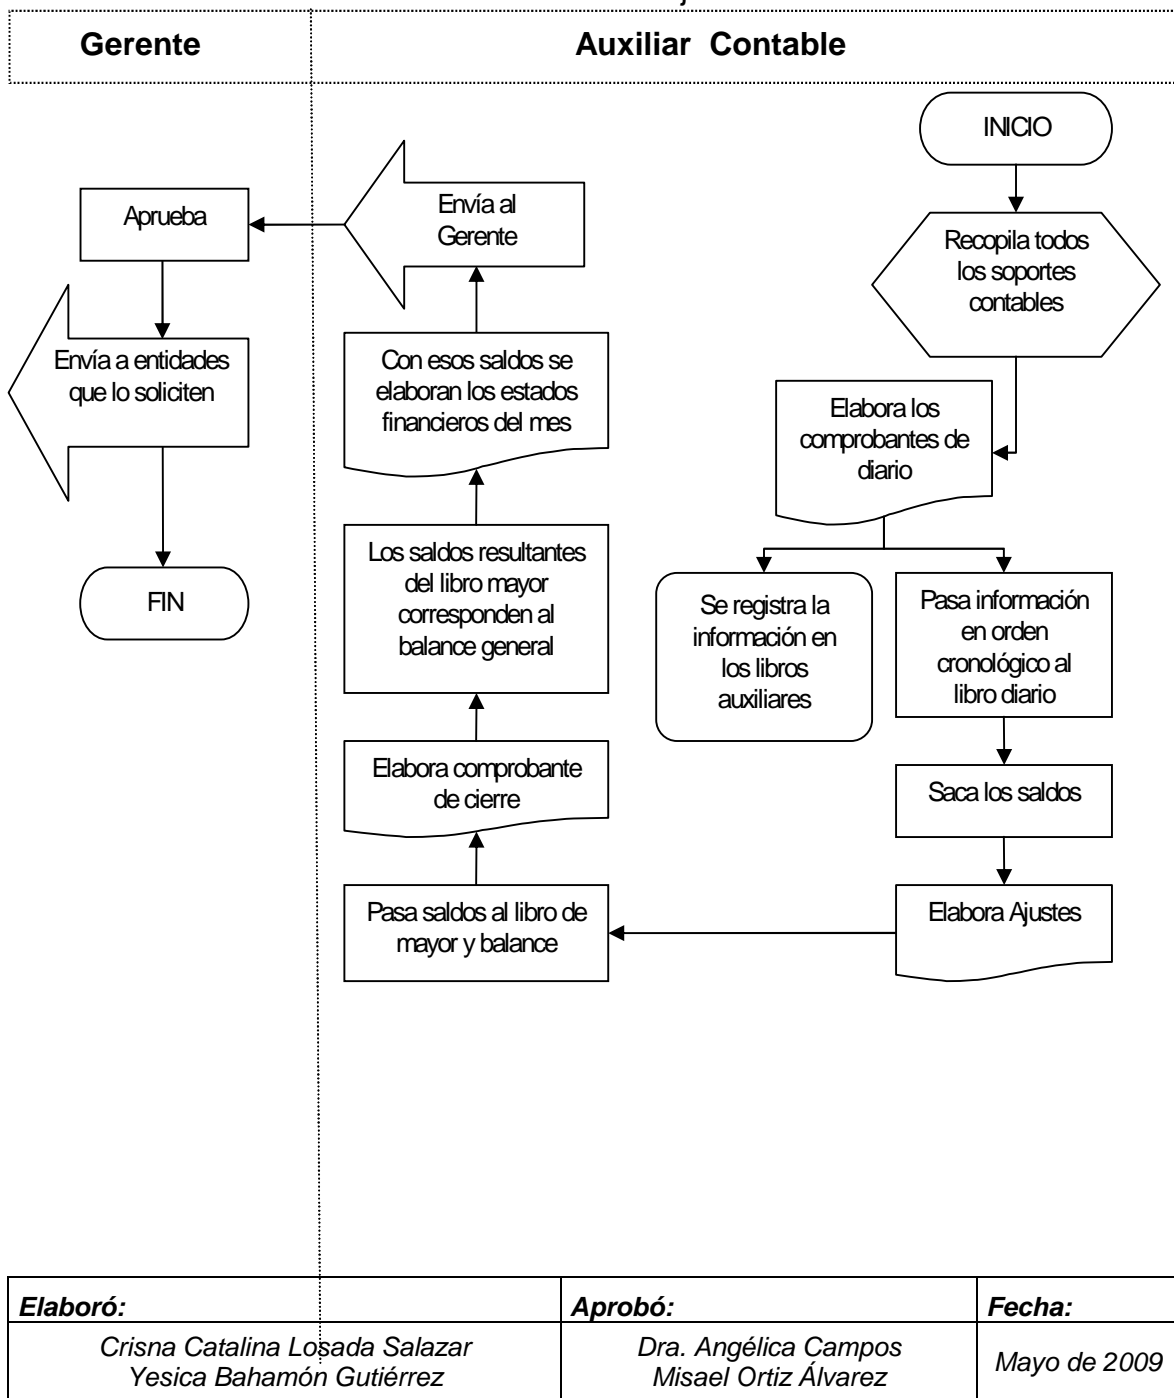 Gerente
Auxiliar Contable
INICIO
Recopila todos
los soportes
contables
Elabora los
comprobantes de
diario
Se registra la
información en
los libros
auxiliares
Pasa información
en orden
cronológico al
libro diario
Saca los saldos
Elabora Ajustes
Pasa saldos al libro de
mayor y balance
Elabora comprobante
de cierre
Los saldos resultantes
del libro mayor
corresponden al
balance general
Con esos saldos se
elaboran los estados
financieros del mes
Envía al
Gerente
Aprueba
Envía a entidades
que lo soliciten
FIN
Elaboró:
Aprobó:
Fecha:
Crisna Catalina Losada Salazar
Yesica Bahamón Gutiérrez
Dra. Angélica Campos
Misael Ortiz Álvarez
Mayo de 2009